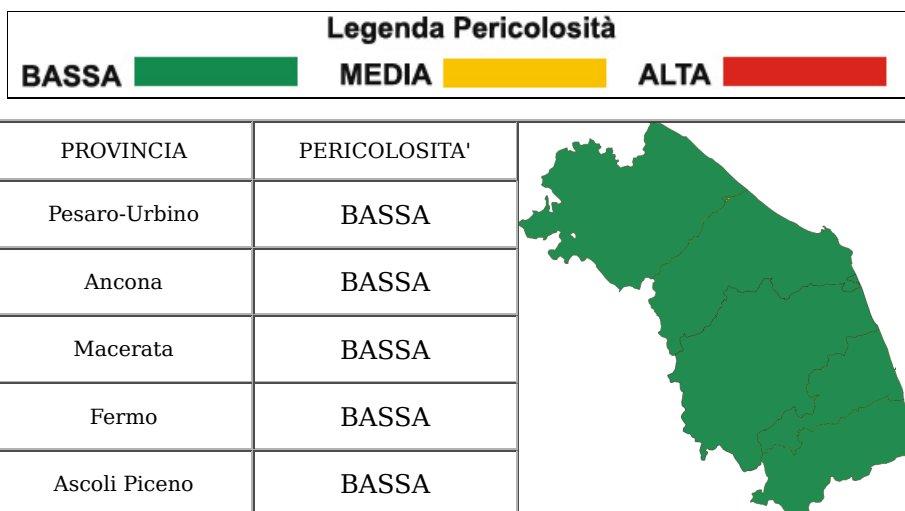 Legenda Pericolosità
BASSA MEDIA ALTA
PROVINCIA PERICOLOSITA'
Pesaro-Urbino BASSA
Ancona BASSA
Macerata BASSA
Fermo BASSA
Ascoli Piceno BASSA